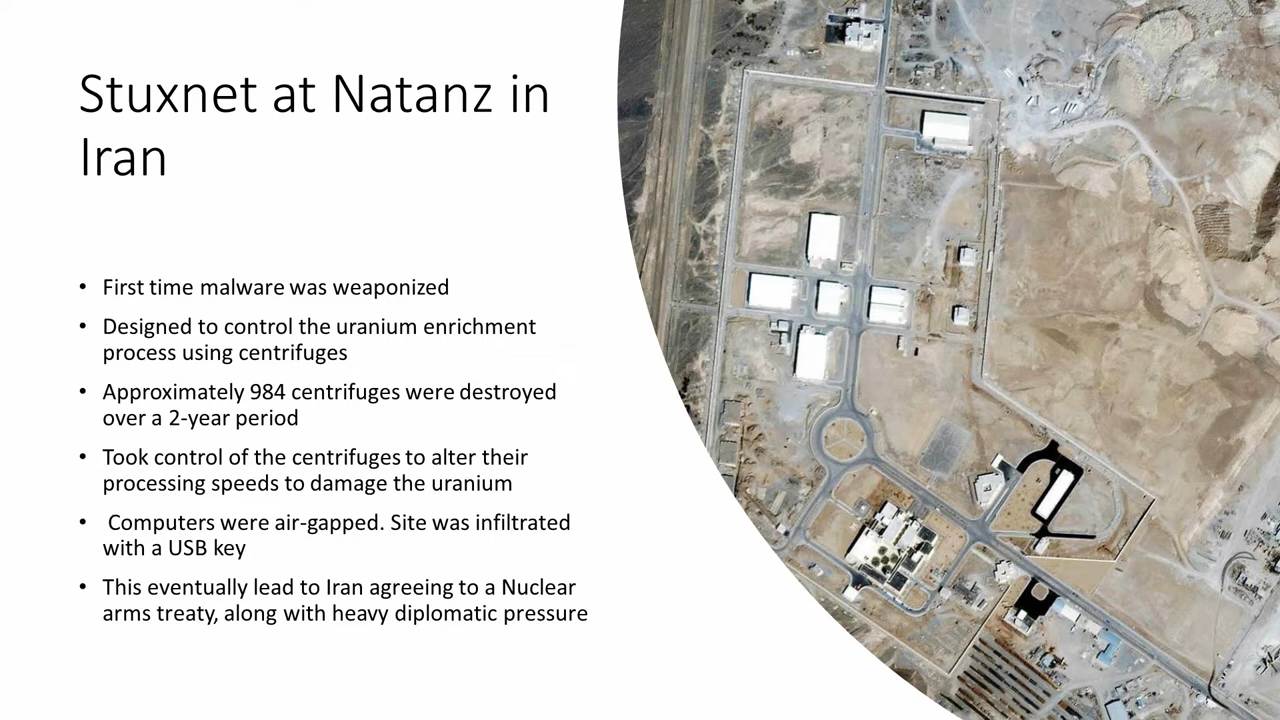 Stuxnet at Natanz in
Iran
• First time malware was weaponized
• Designed to control the uranium enrichment
process using centrifuges
• Approximately 984 centrifuges were destroyed
over a 2-year period
• Took control of the centrifuges to alter their
processing speeds to damage the uranium
• Computers were air-gapped. Site was infiltrated
with a USB key
• This eventually lead to Iran agreeing to a Nuclear
arms treaty, along with heavy diplomatic pressure